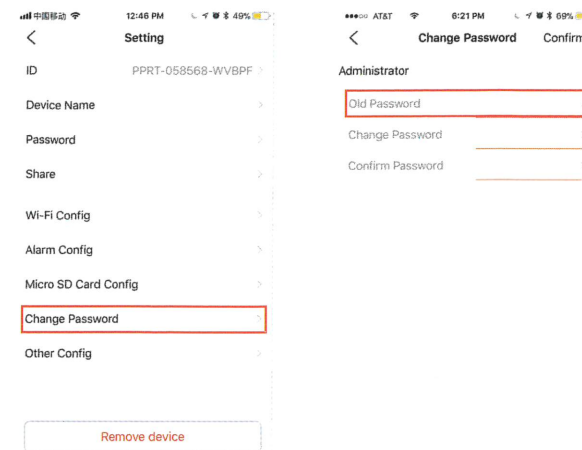 中国移动 12:46 PM 49%
Setting
ID PPRT-058568-WVBPF
Device Name
Password
Share
Wi-Fi Config
Alarm Config
Micro SD Card Config
Change Password
Other Config
Remove device
AT&T 6:21 PM 69%
Change Password Confirm
Administrator
Old Password
Change Password
Confirm Password